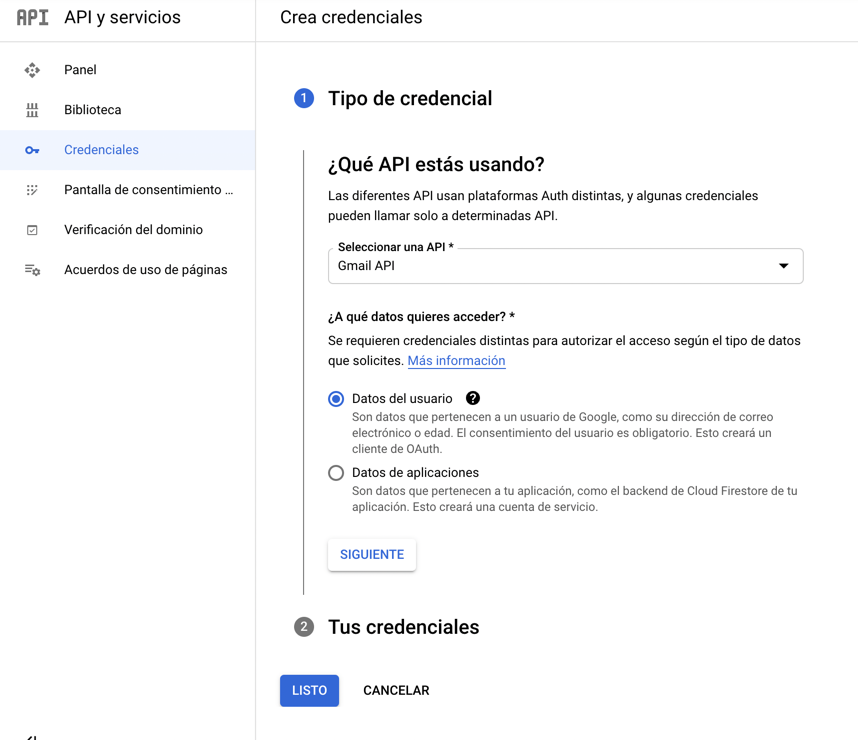 API API y servicios
Crea credenciales
Panel
Biblioteca
Credenciales
Pantalla de consentimiento ...
Verificación del dominio
Acuerdos de uso de páginas
1 Tipo de credencial
¿Qué API estás usando?
Las diferentes API usan plataformas Auth distintas, y algunas credenciales
pueden llamar solo a determinadas API.
Seleccionar una API *
Gmail API
¿A qué datos quieres acceder? *
Se requieren credenciales distintas para autorizar el acceso según el tipo de datos
que solicites. Más información
Datos del usuario ?
Son datos que pertenecen a un usuario de Google, como su dirección de correo
electrónico o edad. El consentimiento del usuario es obligatorio. Esto creará un
cliente de OAuth.
Datos de aplicaciones
Son datos que pertenecen a tu aplicación, como el backend de Cloud Firestore de tu
aplicación. Esto creará una cuenta de servicio.
SIGUIENTE
2 Tus credenciales
LISTO CANCELAR